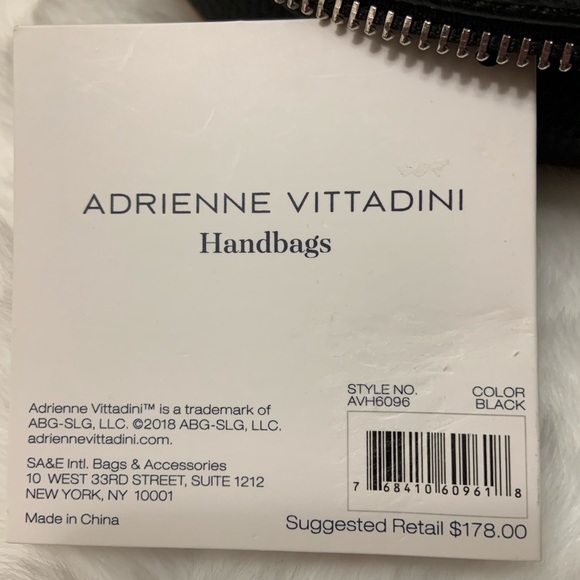 ADRIENNE VITTADINI
Handbags
Adrienne Vittadini™ is a trademark of
ABG-SLG, LLC. ©2018 ABG-SLG, LLC.
adriennevittadini.com.
SA&E Intl. Bags & Accessories
10 WEST 33RD STREET, SUITE 1212
NEW YORK, NY 10001
Made in China
STYLE NO.
AVH6096
COLOR
BLACK
7 68410 60961 8
Suggested Retail $178.00